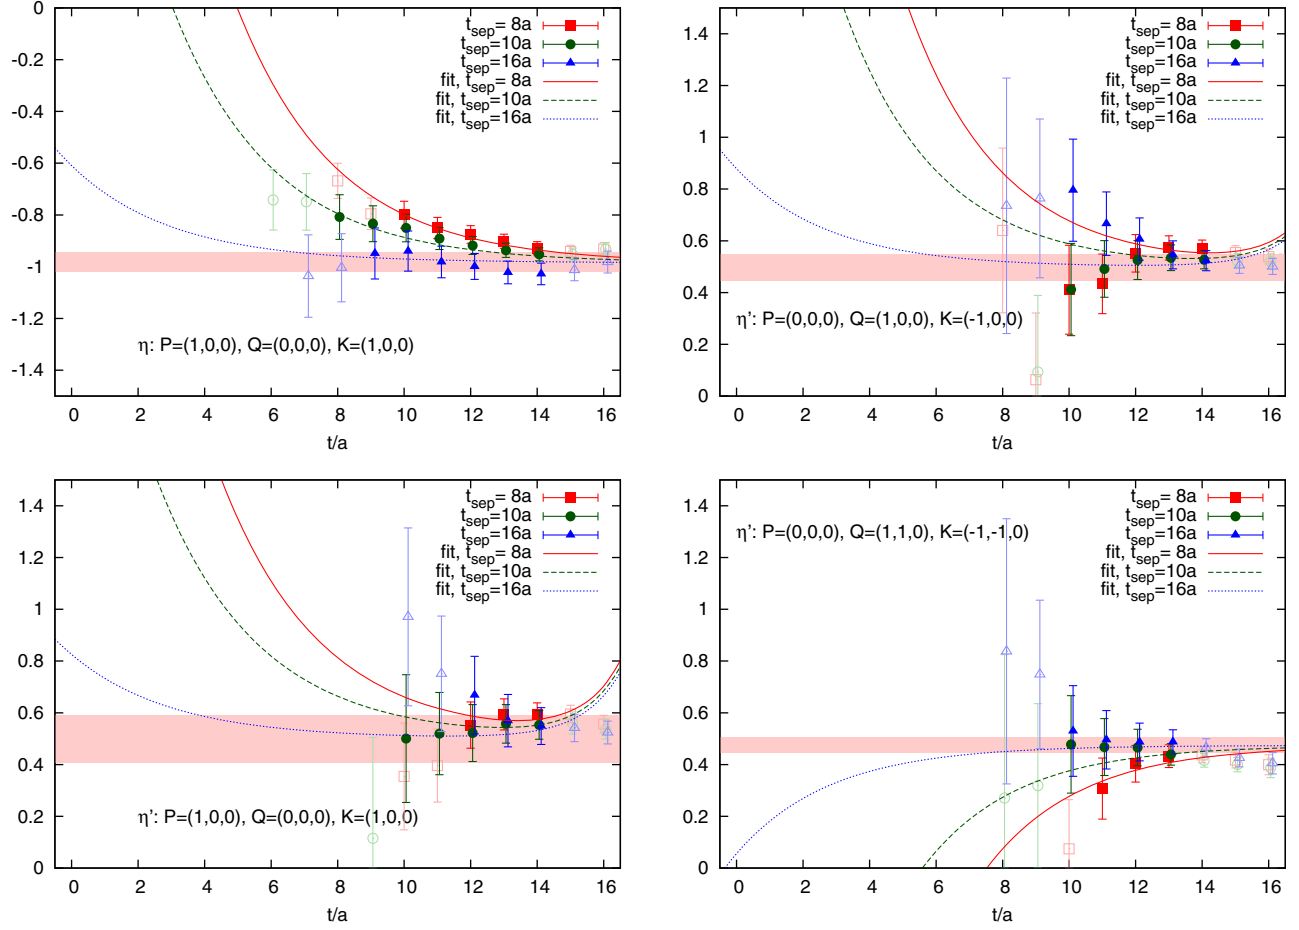 0
-0.2
-0.4
-0.6
-0.8
-1
-1.2
-1.4
t_sep= 8a
t_sep=10a
t_sep=16a
fit, t_sep= 8a
fit, t_sep=10a
fit, t_sep=16a
η: P=(1,0,0), Q=(0,0,0), K=(1,0,0)
0 2 4 6 8 10 12 14 16
t/a
1.4
1.2
1
0.8
0.6
0.4
0.2
0
t_sep= 8a
t_sep=10a
t_sep=16a
fit, t_sep= 8a
fit, t_sep=10a
fit, t_sep=16a
η': P=(0,0,0), Q=(1,0,0), K=(-1,0,0)
0 2 4 6 8 10 12 14 16
t/a
1.4
1.2
1
0.8
0.6
0.4
0.2
0
t_sep= 8a
t_sep=10a
t_sep=16a
fit, t_sep= 8a
fit, t_sep=10a
fit, t_sep=16a
η': P=(1,0,0), Q=(0,0,0), K=(1,0,0)
0 2 4 6 8 10 12 14 16
t/a
1.4
1.2
1
0.8
0.6
0.4
0.2
0
t_sep= 8a
t_sep=10a
t_sep=16a
fit, t_sep= 8a
fit, t_sep=10a
fit, t_sep=16a
η': P=(0,0,0), Q=(1,1,0), K=(-1,-1,0)
0 2 4 6 8 10 12 14 16
t/a